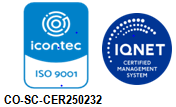 icontec
ISO 9001
IQNET
CERTIFIED
MANAGEMENT
SYSTEM
CO-SC-CER250232